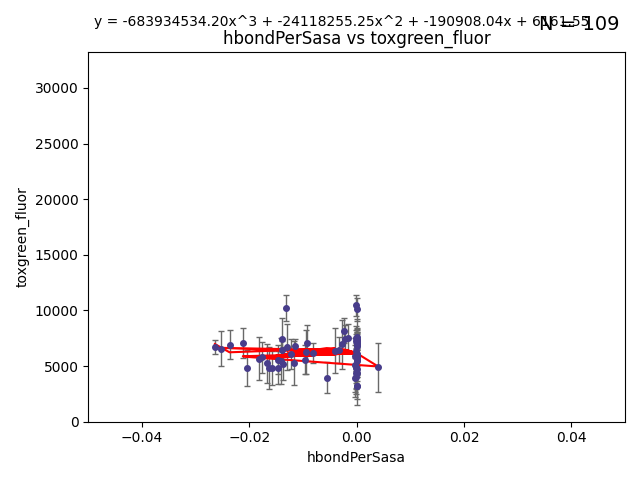 y = -683934534.20x^3 + -24118255.25x^2 + -190908.04x +
N = 109
hbondPerSasa vs toxgreen_fluor
30000
25000
20000
15000
10000
5000
0
toxgreen_fluor
-0.04
-0.02
0.00
0.02
0.04
hbondPerSasa